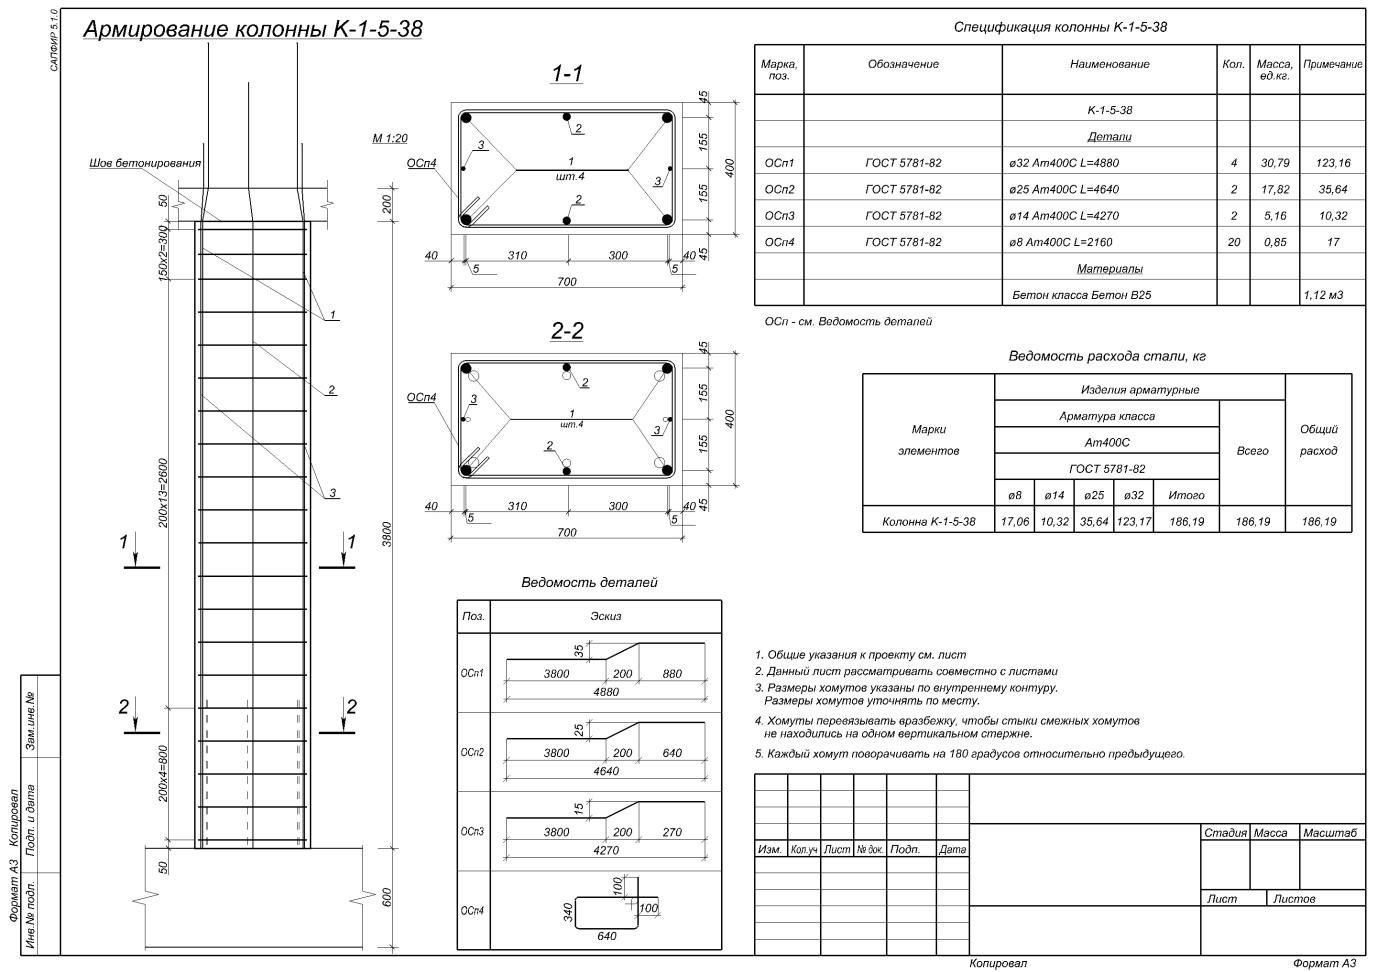 САПФИР 5.1.0
Армирование колонны К-1-5-38
М 1:20
Шов бетонирования
50
150х2=300
200х13=2600
200х4=800
50
200
3800
600
1
2
3
1 1
2 2
1-1
ОСп4
3
2
1
шт.4
3
2
45
155
155
45
400
40 310 300 40
5 5
700
2-2
ОСп4
3
2
1
шт.4
3
2
45
155
155
45
400
40 310 300 40
5 5
700
Ведомость деталей
Поз. Эскиз
ОСп1 35 3800 200 880
4880
ОСп2 25 3800 200 640
4640
ОСп3 15 3800 200 270
4270
ОСп4 340 640 100 100
Спецификация колонны К-1-5-38
Марка, поз. Обозначение Наименование Кол. Масса, ед.кг. Примечание
К-1-5-38
Детали
ОСп1 ГОСТ 5781-82 ø32 Ат400С L=4880 4 30,79 123,16
ОСп2 ГОСТ 5781-82 ø25 Ат400С L=4640 2 17,82 35,64
ОСп3 ГОСТ 5781-82 ø14 Ат400С L=4270 2 5,16 10,32
ОСп4 ГОСТ 5781-82 ø8 Ат400С L=2160 20 0,85 17
Материалы
Бетон класса Бетон В25 1,12 м3
ОСп - см. Ведомость деталей
Ведомость расхода стали, кг
Марки элементов
Изделия арматурные
Арматура класса
Ат400С
ГОСТ 5781-82
Всего
Общий расход
ø8 ø14 ø25 ø32 Итого
Колонна К-1-5-38 17,06 10,32 35,64 123,17 186,19 186,19 186,19
1. Общие указания к проекту см. лист
2. Данный лист рассматривать совместно с листами
3. Размеры хомутов указаны по внутреннему контуру.
Размеры хомутов уточнять по месту.
4. Хомуты перевязывать вразбежку, чтобы стыки смежных хомутов
не находились на одном вертикальном стержне.
5. Каждый хомут поворачивать на 180 градусов относительно предыдущего.
Изм. Кол.уч Лист № док. Подп. Дата
Стадия Масса Масштаб
Лист Листов
Копировал Формат А3
Зам.инв.№
Подп. и дата
Инв.№ подл.
Формат А3 Копировал